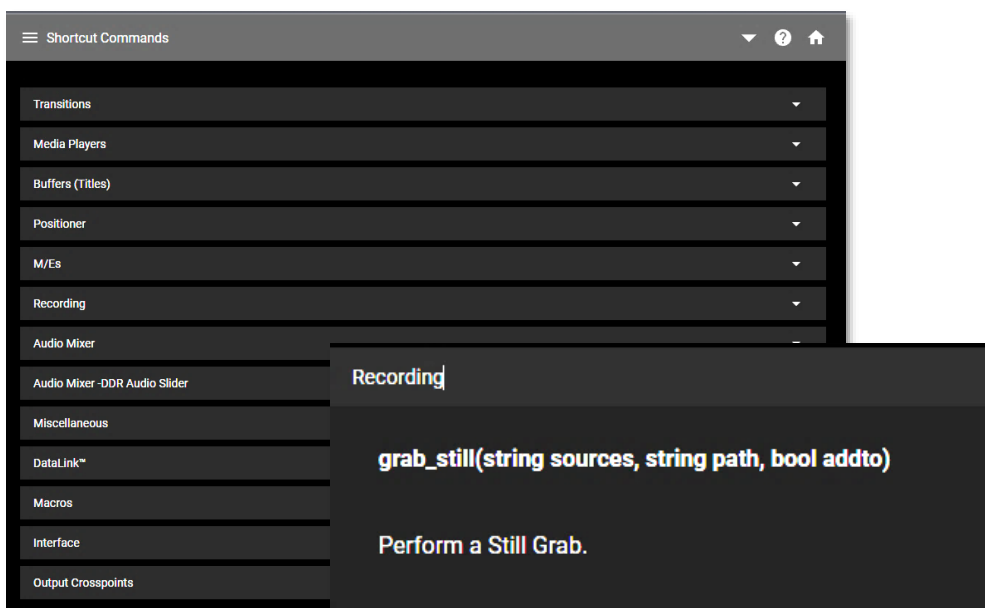 Shortcut Commands
Transitions
Media Players
Buffers (Titles)
Positioner
M/Es
Recording
Audio Mixer
Audio Mixer -DDR Audio Slider
Miscellaneous
DataLink™
Macros
Interface
Output Crosspoints
Recording
grab_still(string sources, string path, bool addto)
Perform a Still Grab.